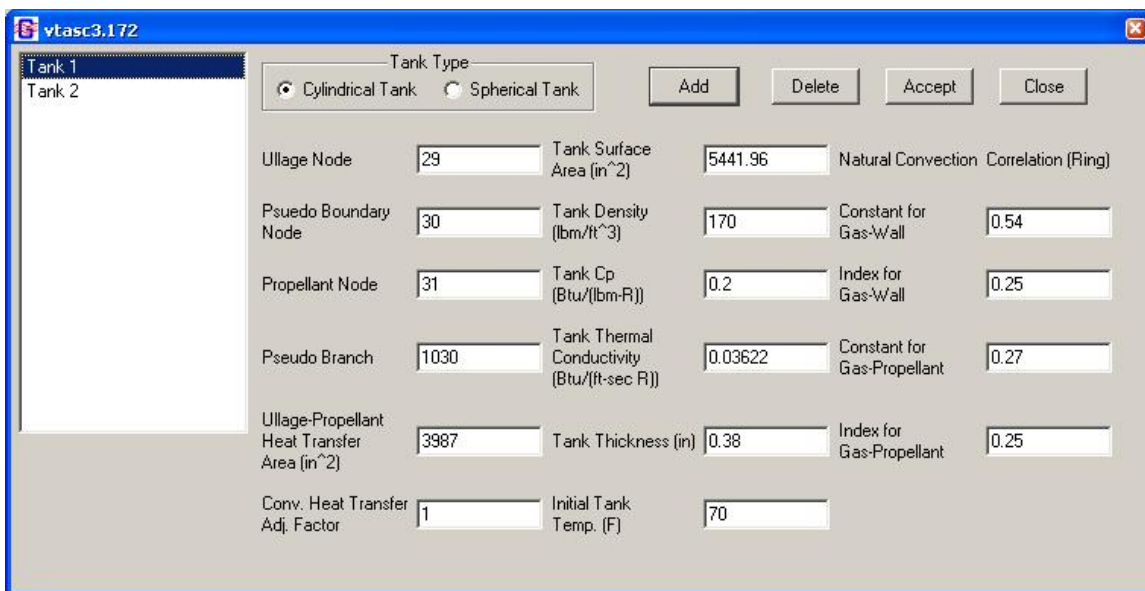 vtasc3.172
Tank 1
Tank 2
Tank Type
Cylindrical Tank Spherical Tank
Add Delete Accept Close
Ullage Node 29
Tank Surface
Area (in^2) 5441.96
Natural Convection Correlation (Ring)
Psuedo Boundary
Node 30
Tank Density
(lbm/ft^3) 170
Constant for
Gas-Wall 0.54
Propellant Node 31
Tank Cp
(Btu/(lbm-R)) 0.2
Index for
Gas-Wall 0.25
Pseudo Branch 1030
Tank Thermal
Conductivity
(Btu/(ft-sec R)) 0.03622
Constant for
Gas-Propellant 0.27
Ullage-Propellant
Heat Transfer
Area (in^2) 3987
Tank Thickness (in) 0.38
Index for
Gas-Propellant 0.25
Conv. Heat Transfer
Adj. Factor 1
Initial Tank
Temp. (F) 70